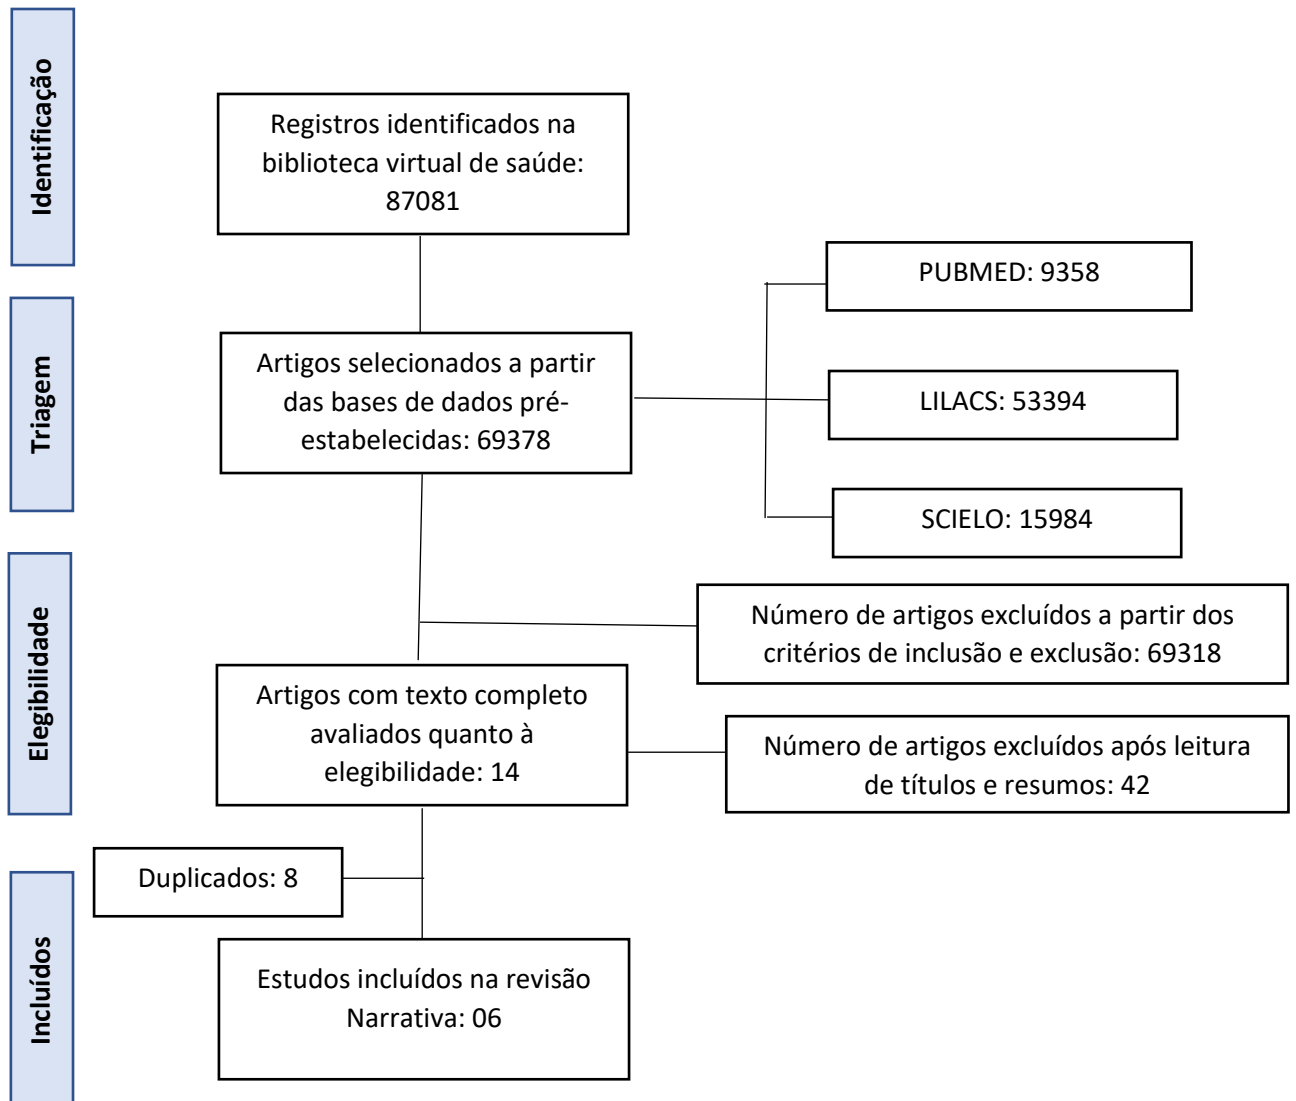 Identificação
Registros identificados na
biblioteca virtual de saúde:
87081
PUBMED: 9358
Triagem
Artigos selecionados a partir
das bases de dados pré-
estabelecidas: 69378
LILACS: 53394
SCIELO: 15984
Elegibilidade
Número de artigos excluídos a partir dos
critérios de inclusão e exclusão: 69318
Artigos com texto completo
avaliados quanto à
elegibilidade: 14
Número de artigos excluídos após leitura
de títulos e resumos: 42
Duplicados: 8
Incluídos
Estudos incluídos na revisão
Narrativa: 06